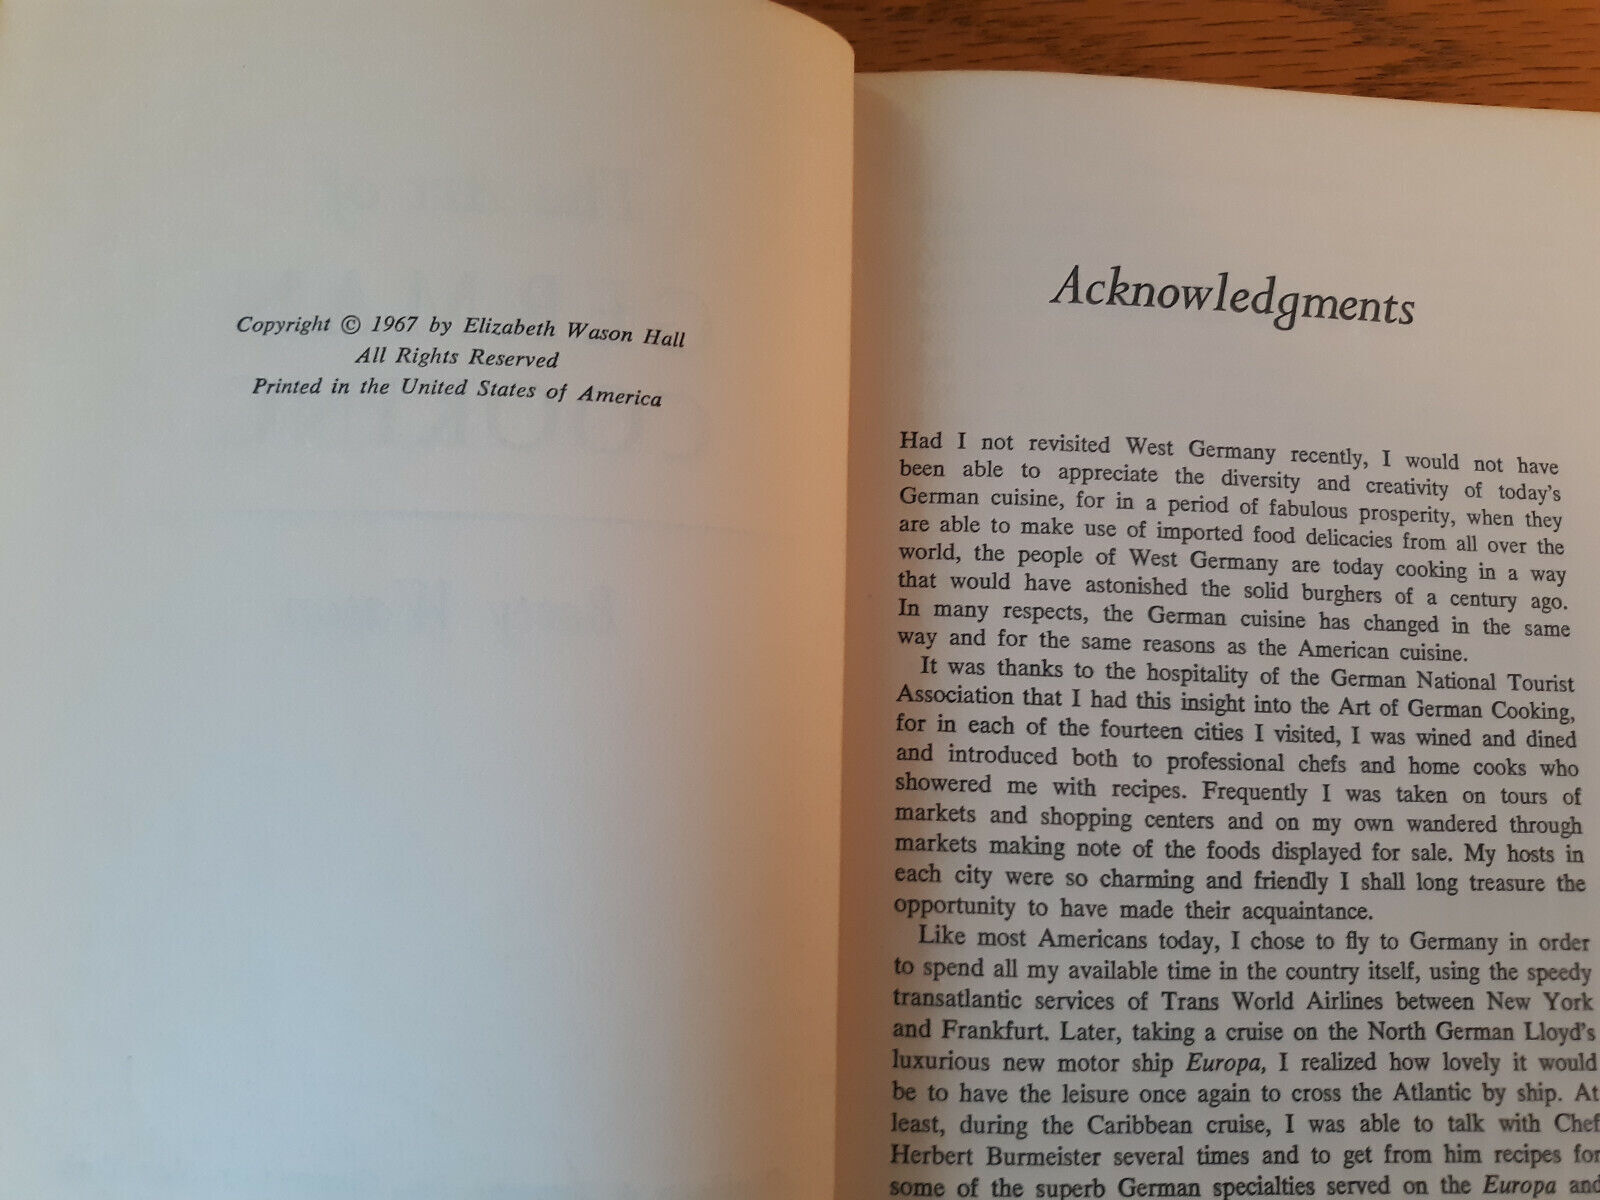 Copyright © 1967 by Elizabeth Wason Hall
All Rights Reserved
Printed in the United States of America
Acknowledgments
Had I not revisited West Germany recently, I would not have
been able to appreciate the diversity and creativity of today's
German cuisine, for in a period of fabulous prosperity, when they
are able to make use of imported food delicacies from all over the
world, the people of West Germany are today cooking in a way
that would have astonished the solid burghers of a century ago.
In many respects, the German cuisine has changed in the same
way and for the same reasons as the American cuisine.
It was thanks to the hospitality of the German National Tourist
Association that I had this insight into the Art of German Cooking,
for in each of the fourteen cities I visited, I was wined and dined
and introduced both to professional chefs and home cooks who
showered me with recipes. Frequently I was taken on tours of
markets and shopping centers and on my own wandered through
markets making note of the foods displayed for sale. My hosts in
each city were so charming and friendly I shall long treasure the
opportunity to have made their acquaintance.
Like most Americans today, I chose to fly to Germany in order
to spend all my available time in the country itself, using the speedy
transatlantic services of Trans World Airlines between New York
and Frankfurt. Later, taking a cruise on the North German Lloyd's
luxurious new motor ship Europa, I realized how lovely it would
be to have the leisure once again to cross the Atlantic by ship. At
least, during the Caribbean cruise, I was able to talk with Chef
Herbert Burmeister several times and to get from him recipes for
some of the superb German specialties served on the Europa and